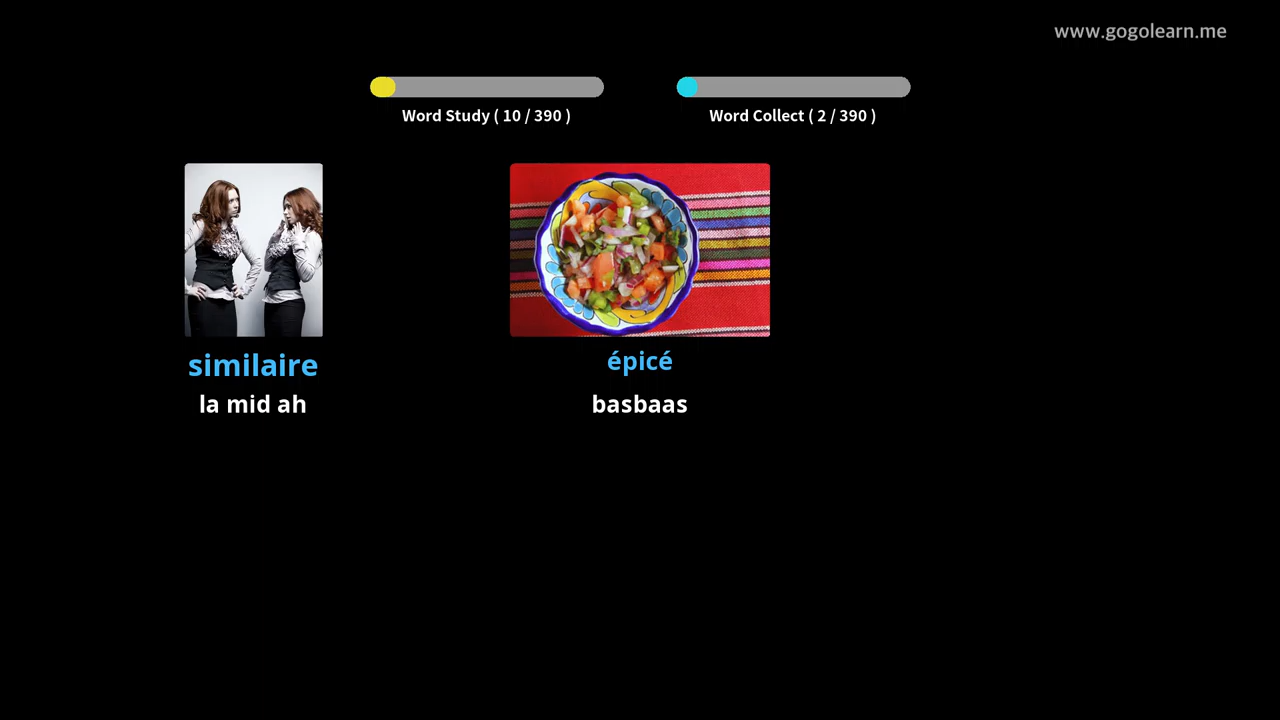 www.gogolearn.me
Word Study ( 10 / 390 )
Word Collect ( 2 / 390 )
similaire
la mid ah
épicé
basbaas